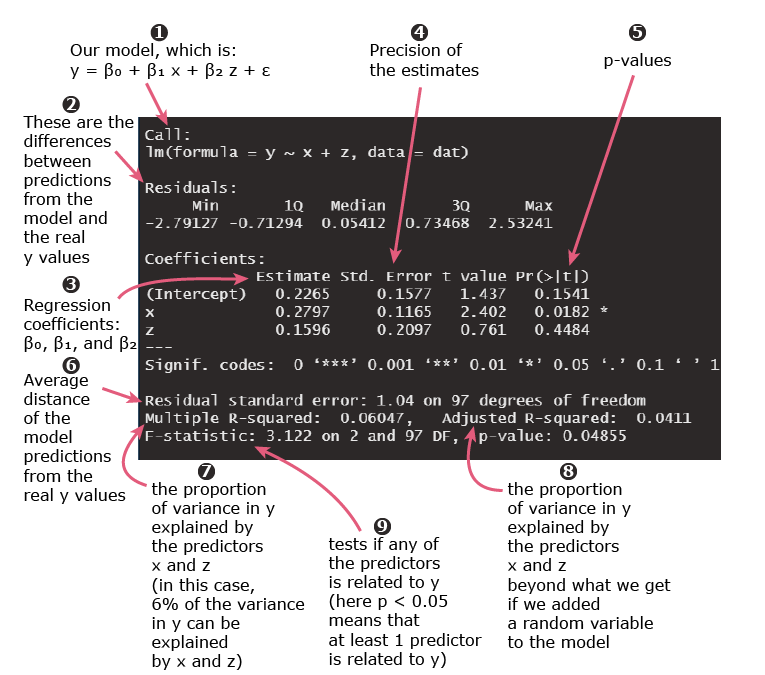 ❶
Our model, which is:
y = β₀ + β₁ x + β₂ z + ε
❹
Precision of
the estimates
❺
p-values
❷
These are the
differences
between
predictions
from the
model and
the real
y values
Call:
lm(formula = y ~ x + z, data = dat)
Residuals:
Min 1Q Median 3Q Max
-2.79127 -0.71294 0.05412 0.73468 2.53241
Coefficients:
Estimate Std. Error t value Pr(>|t|)
(Intercept) 0.2265 0.1577 1.437 0.1541
x 0.2797 0.1165 2.402 0.0182 *
z 0.1596 0.2097 0.761 0.4484
---
Signif. codes: 0 ‘***’ 0.001 ‘**’ 0.01 ‘*’ 0.05 ‘.’ 0.1 ‘ ’ 1
Residual standard error: 1.04 on 97 degrees of freedom
Multiple R-squared: 0.06047, Adjusted R-squared: 0.0411
F-statistic: 3.122 on 2 and 97 DF, p-value: 0.04855
❸
Regression
coefficients:
β₀, β₁, and β₂
❻
Average
distance
of the
model
predictions
from the
real y values
❼
the proportion
of variance in y
explained by
the predictors
x and z
(in this case,
6% of the variance
in y can be
explained
by x and z)
❾
tests if any of
the predictors
is related to y
(here p < 0.05
means that
at least 1 predictor
is related to y)
❽
the proportion
of variance in y
explained by
the predictors
x and z
beyond what we get
if we added
a random variable
to the model